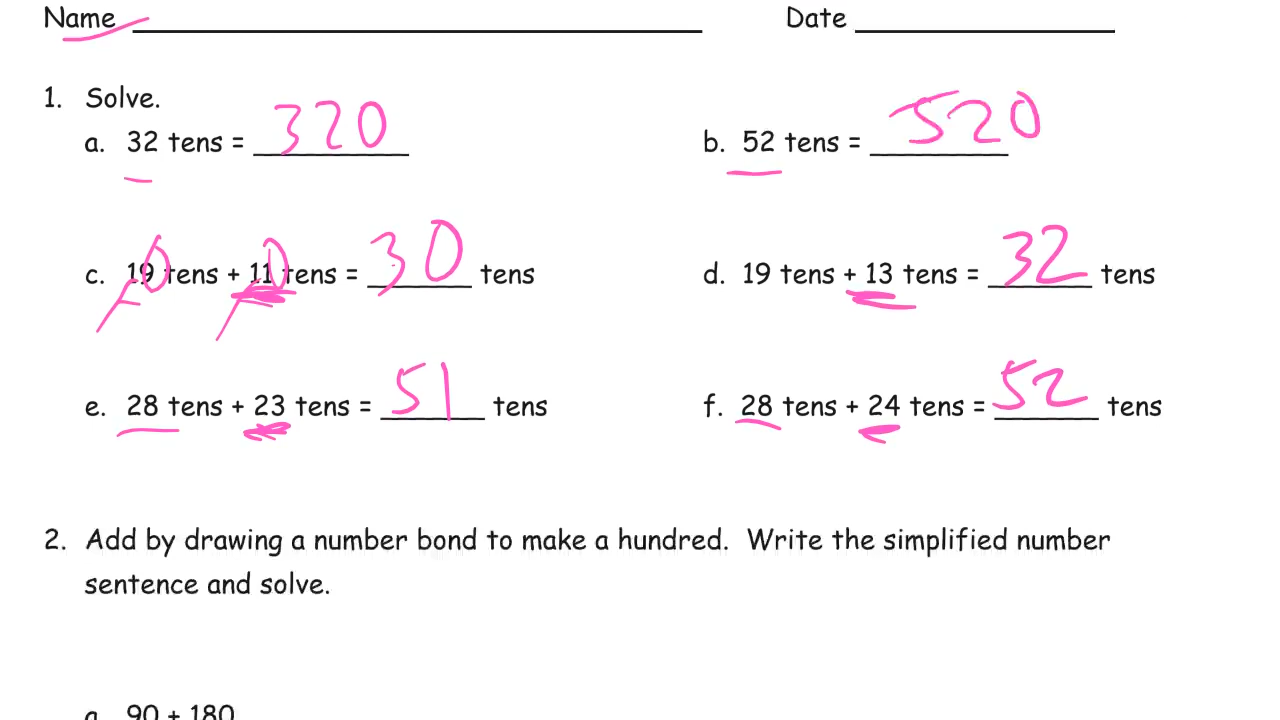 Name ____________ Date ____________
1. Solve.
a. 32 tens = 320 b. 52 tens = 520
c. 19 tens + 11 tens = 30 tens d. 19 tens + 13 tens = 32 tens
e. 28 tens + 23 tens = 51 tens f. 28 tens + 24 tens = 52 tens
2. Add by drawing a number bond to make a hundred. Write the simplified number
sentence and solve.
a. 90 + 180